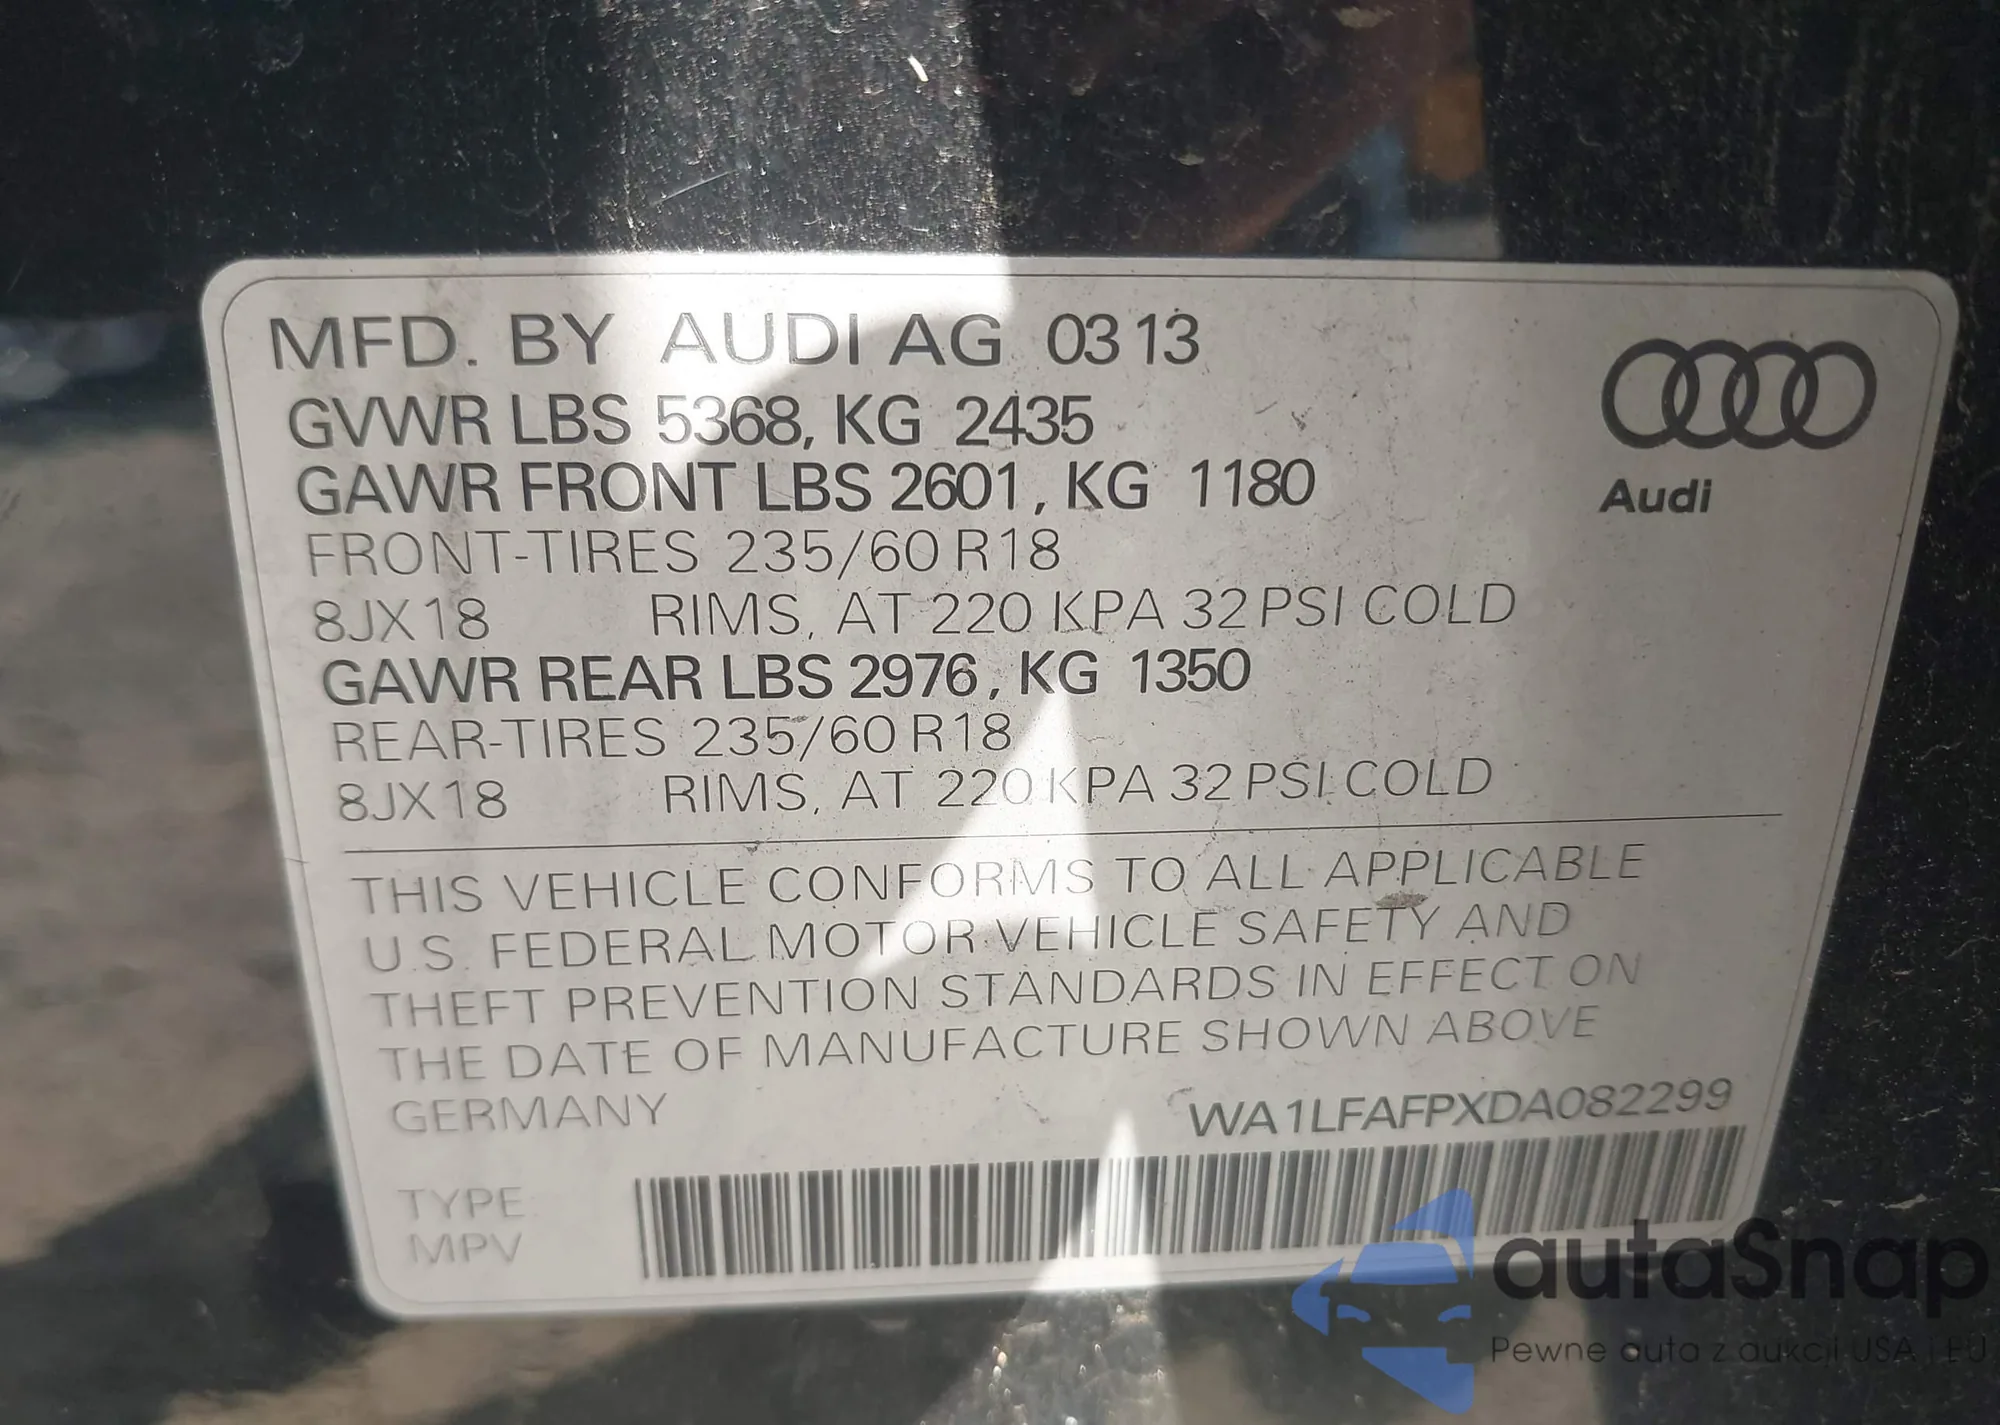 MFD. BY AUDI AG 03 13
GVWR LBS 5368, KG 2435
GAWR FRONT LBS 2601, KG 1180
FRONT-TIRES 235/60 R18
8JX18 RIMS, AT 220 KPA 32 PSI COLD
GAWR REAR LBS 2976, KG 1350
REAR-TIRES 235/60 R18
8JX18 RIMS, AT 220 KPA 32 PSI COLD
Audi
THIS VEHICLE CONFORMS TO ALL APPLICABLE
U.S. FEDERAL MOTOR VEHICLE SAFETY AND
THEFT PREVENTION STANDARDS IN EFFECT ON
THE DATE OF MANUFACTURE SHOWN ABOVE
GERMANY WA1LFAFPXDA082299
TYPE
MPV
autaSnap
Pewne auta z aukcji USA i EU